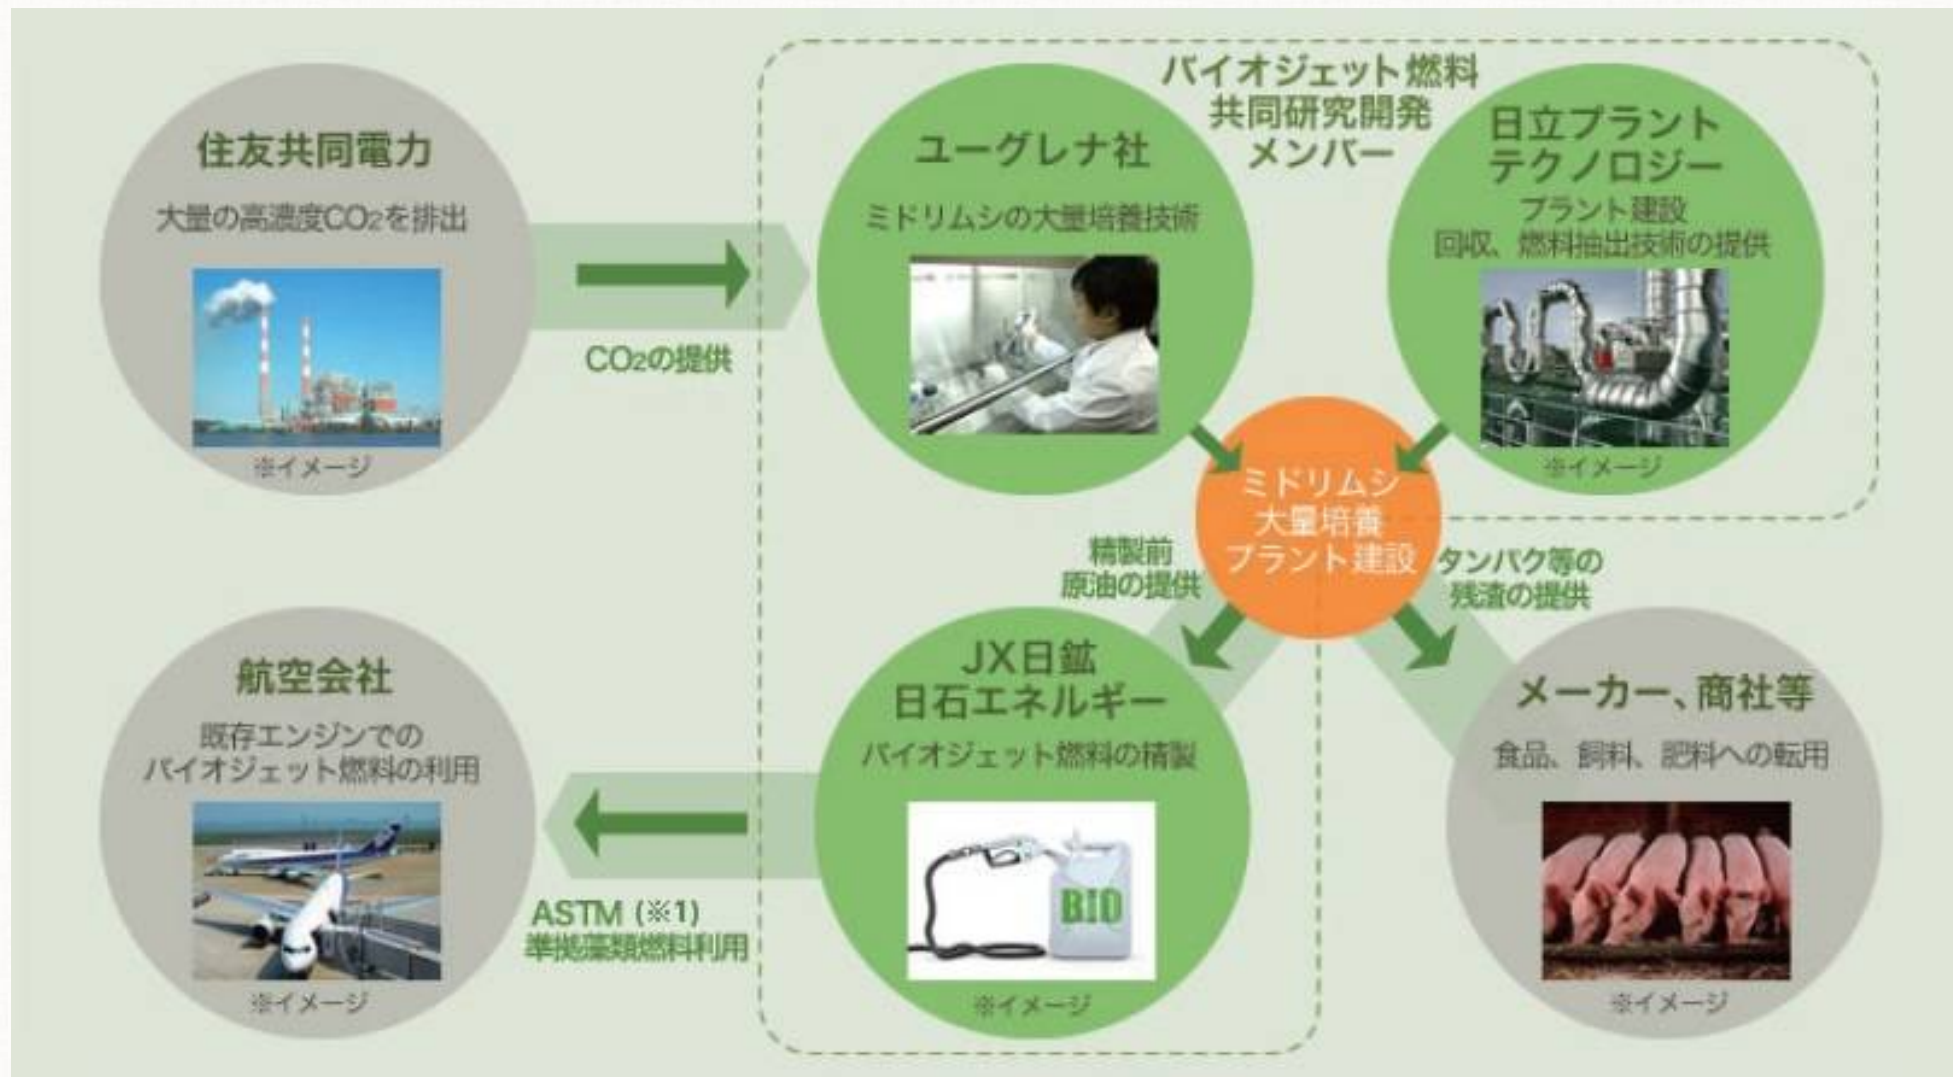 バイオジェット燃料
共同研究開発
メンバー
住友共同電力
大量の高濃度CO2を排出
※イメージ
CO2の提供
ユーグレナ社
ミドリムシの大量培養技術
日立プラント
テクノロジー
プラント建設
回収、燃料抽出技術の提供
※イメージ
ミドリムシ
大量培養
プラント建設
精製前
原油の提供
タンパク等の
残渣の提供
航空会社
既存エンジンでの
バイオジェット燃料の利用
※イメージ
ASTM (※1)
準拠藻類燃料利用
JX日鉱
日石エネルギー
バイオジェット燃料の精製
BiO
※イメージ
メーカー、商社等
食品、飼料、肥料への転用
※イメージ